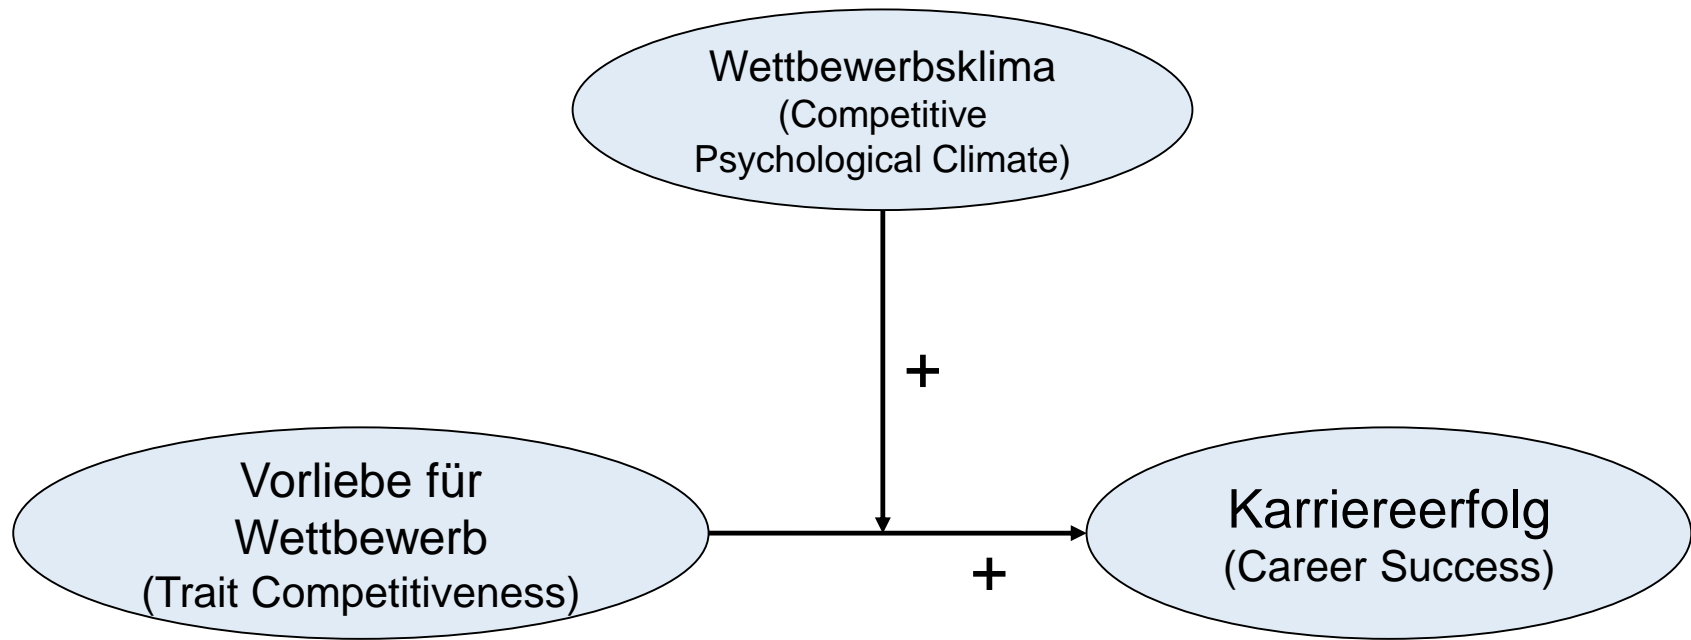 Wettbewerbsklima
(Competitive
Psychological Climate)
+
Vorliebe für
Wettbewerb
(Trait Competitiveness)
+
Karriereerfolg
(Career Success)